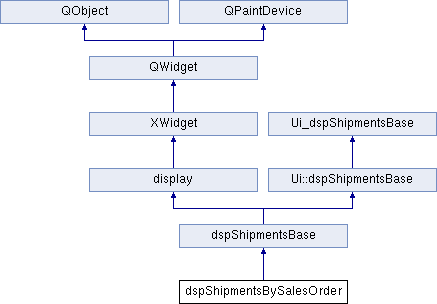 QObject
QPaintDevice
QWidget
XWidget
Ui_dspShipmentsBase
display
Ui::dspShipmentsBase
dspShipmentsBase
dspShipmentsBySalesOrder